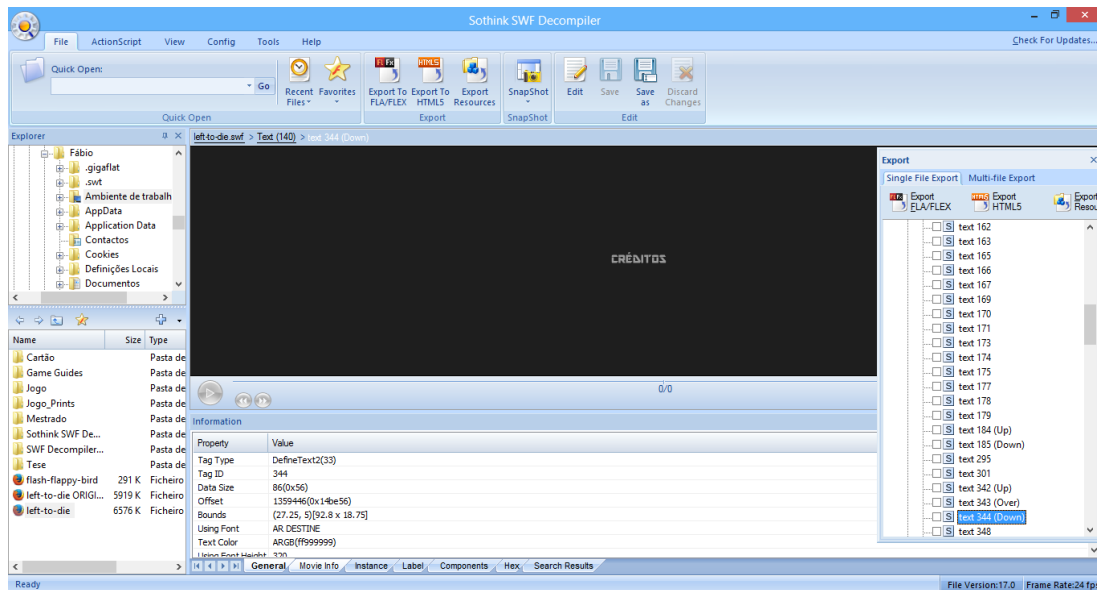 Sothink SWF Decompiler
File ActionScript View Config Tools Help Check For Updates...
Quick Open:
Go
Recent Files Favorites Export To FLA/FLEX Export To HTML5 Export Resources SnapShot Edit Save Save as Discard Changes
Quick Open Export SnapShot Edit
Explorer
left-to-die.swf > Text (140) > text 344 (Down)
Fábio
.gigaflat
.swt
Ambiente de trabalh
AppData
Application Data
Contactos
Cookies
Definições Locais
Documentos
Name Size Type
Cartão Pasta de
Game Guides Pasta de
Jogo Pasta de
Jogo_Prints Pasta de
Mestrado Pasta de
Sothink SWF De... Pasta de
SWF Decompiler... Pasta de
Tese Pasta de
flash-flappy-bird 291 K Ficheiro
left-to-die ORIGI... 5919 K Ficheiro
left-to-die 6576 K Ficheiro
CRÉDITOS
0/0
Information
Property Value
Tag Type DefineText2(33)
Tag ID 344
Data Size 86(0x56)
Offset 1359446(0x14be56)
Bounds (27.25, 5)[92.8 x 18.75]
Using Font AR DESTINE
Text Color ARGB(ff999999)
Using Font Height 320
General Movie Info Instance Label Components Hex Search Results
Export
Single File Export Multi-file Export
Export FLA/FLEX Export HTML5 Export Resou
text 162
text 163
text 165
text 166
text 167
text 169
text 170
text 171
text 173
text 174
text 175
text 177
text 178
text 179
text 184 (Up)
text 185 (Down)
text 295
text 301
text 342 (Up)
text 343 (Over)
text 344 (Down)
text 348
Ready File Version:17.0 Frame Rate:24 fps